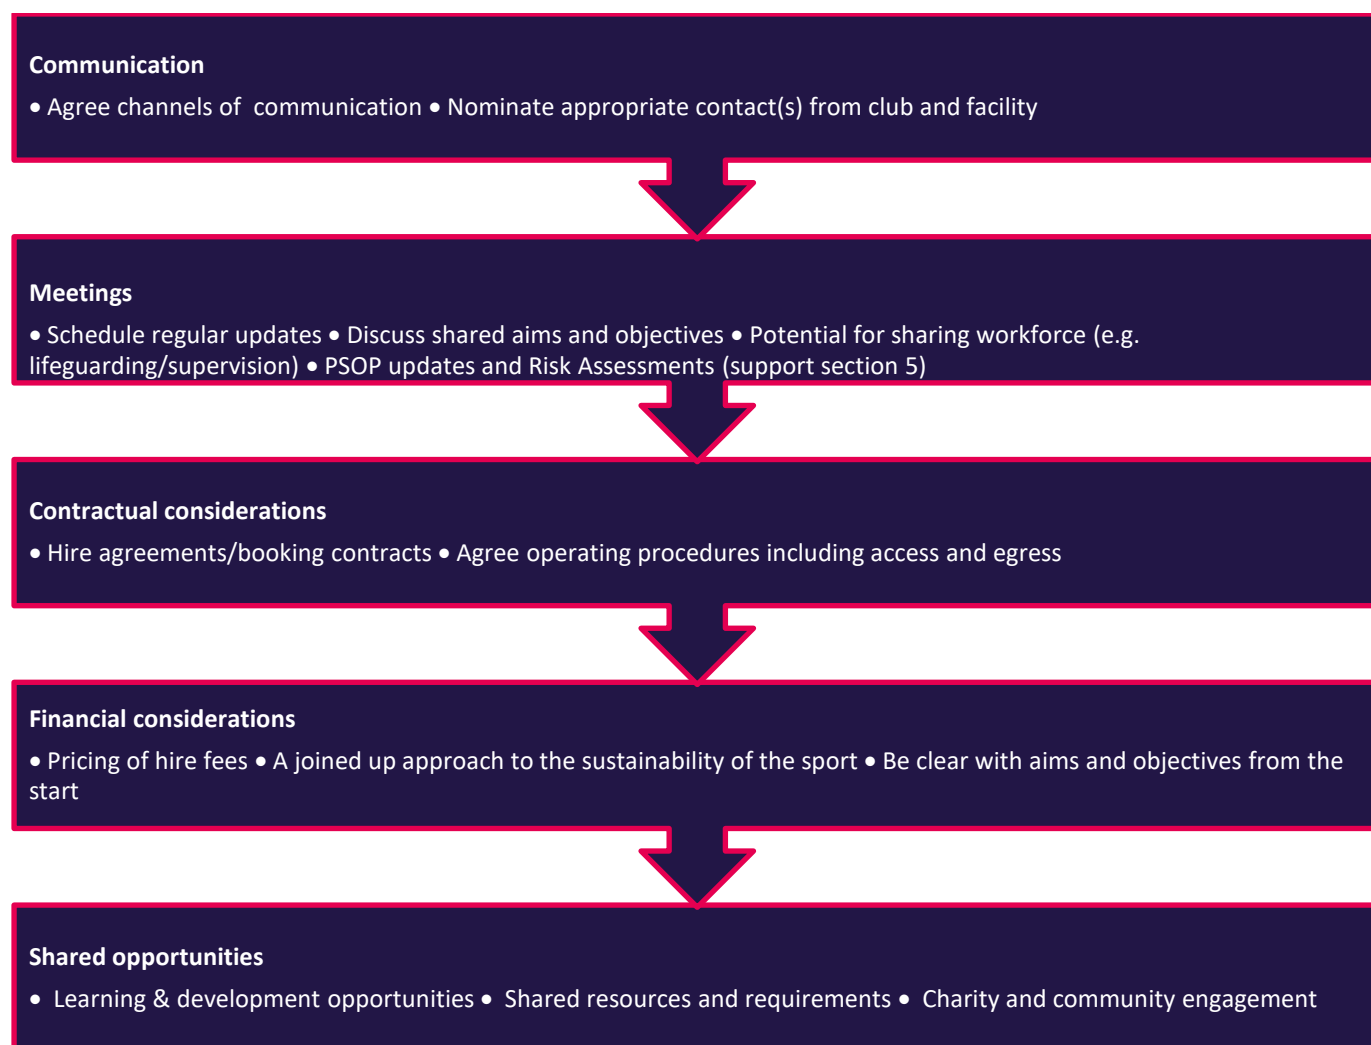 Communication
• Agree channels of  communication • Nominate appropriate contact(s) from club and facility
Meetings
• Schedule regular updates • Discuss shared aims and objectives • Potential for sharing workforce (e.g.
lifeguarding/supervision) • PSOP updates and Risk Assessments (support section 5)
Contractual considerations
• Hire agreements/booking contracts • Agree operating procedures including access and egress
Financial considerations
• Pricing of hire fees • A joined up approach to the sustainability of the sport • Be clear with aims and objectives from the
start
Shared opportunities
•  Learning & development opportunities •  Shared resources and requirements •  Charity and community engagement